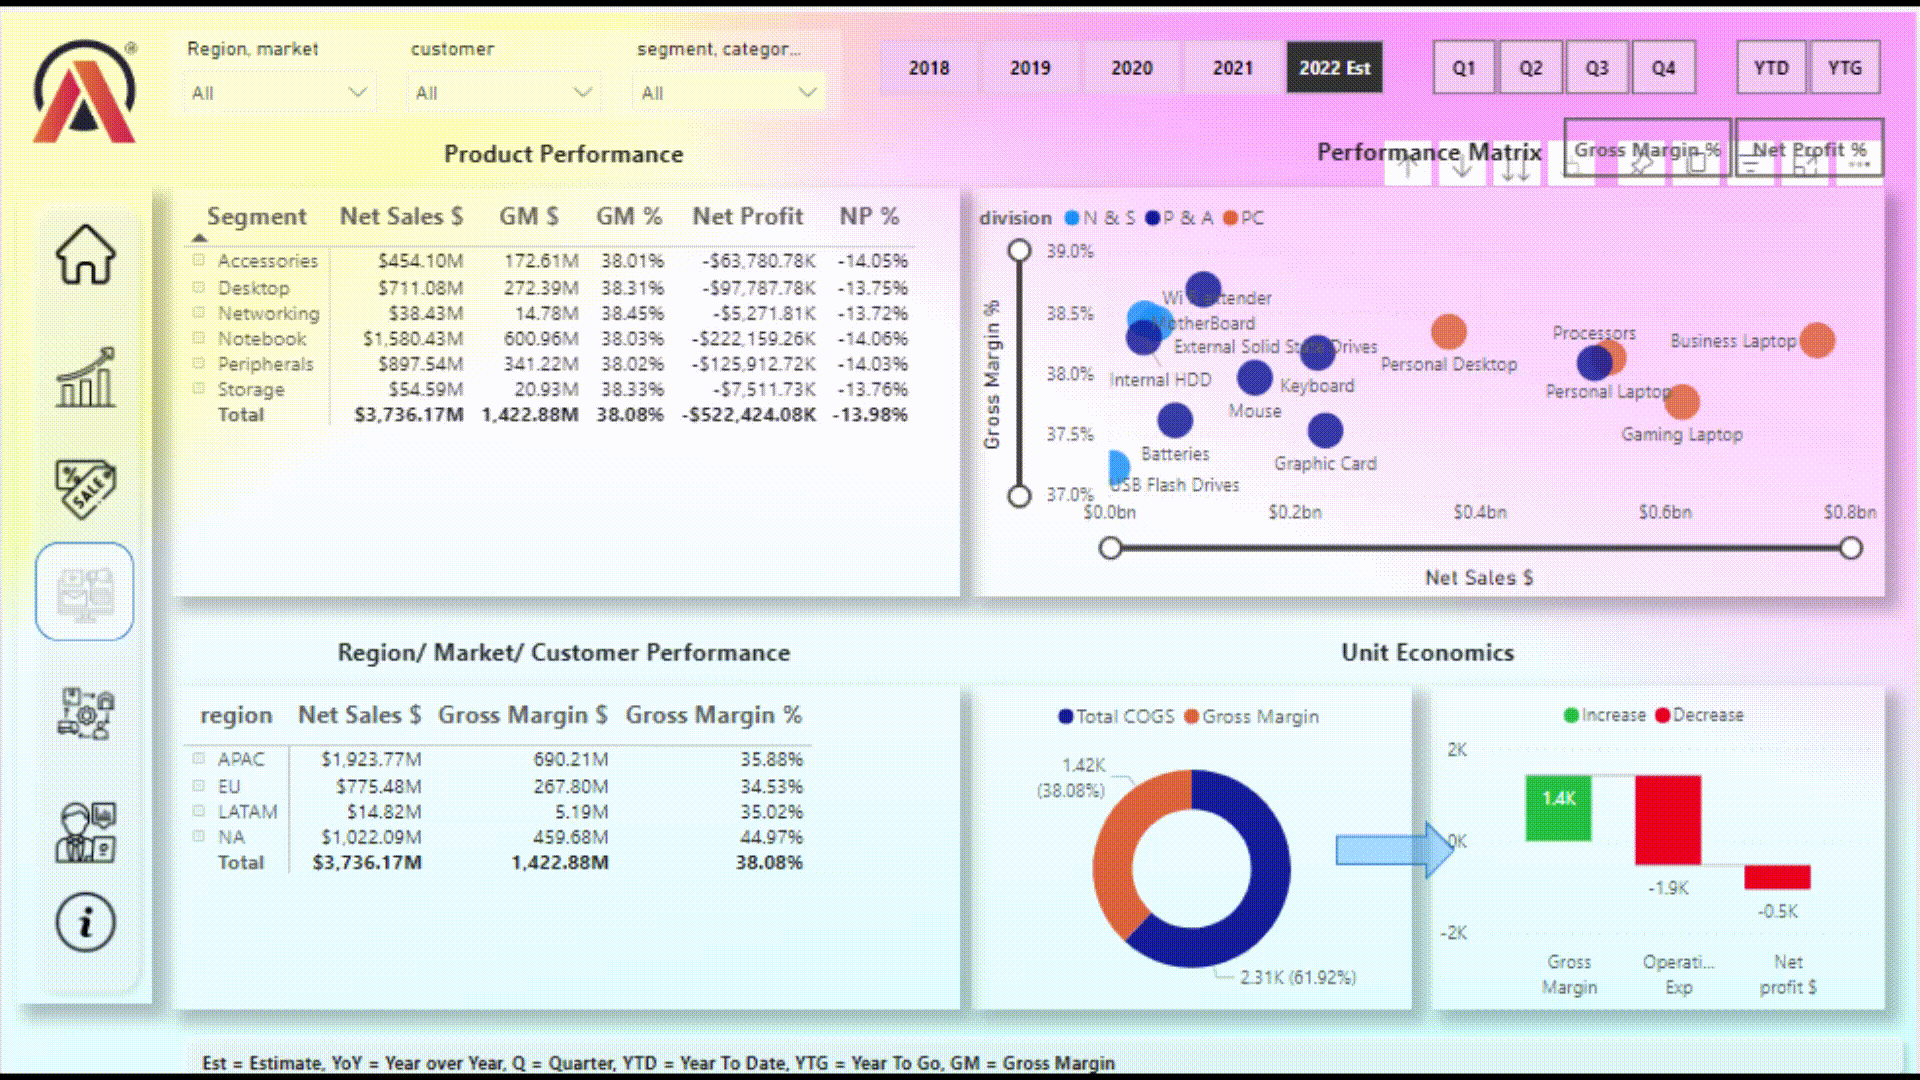 Region, market customer segment, categor...
All All All
2018 2019 2020 2021 2022 Est Q1 Q2 Q3 Q4 YTD YTG
Product Performance
Segment Net Sales $ GM $ GM % Net Profit NP %
Accessories $454.10M 172.61M 38.01% -$63,780.78K -14.05%
Desktop $711.08M 272.39M 38.31% -$97,787.78K -13.75%
Networking $38.43M 14.78M 38.45% -$5,271.81K -13.72%
Notebook $1,580.43M 600.96M 38.03% -$222,159.26K -14.06%
Peripherals $897.54M 341.22M 38.02% -$125,912.72K -14.03%
Storage $54.59M 20.93M 38.33% -$7,511.73K -13.76%
Total $3,736.17M 1,422.88M 38.08% -$522,424.08K -13.98%
Performance Matrix Gross Margin % Net Profit %
division N & S P & A PC
Gross Margin %
39.0%
38.5%
38.0%
37.5%
37.0%
MotherBoard
External Solid State Drives
Internal HDD
Keyboard
Mouse
Batteries
Graphic Card
USB Flash Drives
Personal Desktop
Processors
Business Laptop
Personal Laptop
Gaming Laptop
$0.0bn $0.2bn $0.4bn $0.6bn $0.8bn
Net Sales $
Region/ Market/ Customer Performance
region Net Sales $ Gross Margin $ Gross Margin %
APAC $1,923.77M 690.21M 35.88%
EU $775.48M 267.80M 34.53%
LATAM $14.82M 5.19M 35.02%
NA $1,022.09M 459.68M 44.97%
Total $3,736.17M 1,422.88M 38.08%
Unit Economics
Total COGS Gross Margin
1.42K
(38.08%)
2.31K (61.92%)
Increase Decrease
2K
0K
-2K
1.4K
-1.9K
-0.5K
Gross
Margin
Operati...
Exp
Net
profit $
% SALE
Est = Estimate, YoY = Year over Year, Q = Quarter, YTD = Year To Date, YTG = Year To Go, GM = Gross Margin